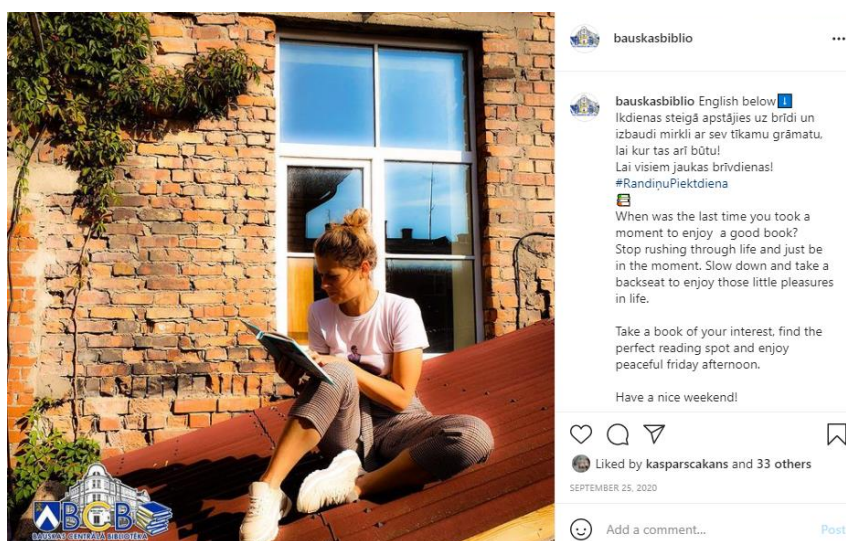 bauskasbiblio
bauskasbiblio English below⬇️
Ikdienas steigā apstājies uz brīdi un
izbaudi mirkli ar sev tīkamu grāmatu,
lai kur tas arī būtu!
Lai visiem jaukas brīvdienas!
#RandiņuPiektdiena
📚
When was the last time you took a
moment to enjoy  a good book?
Stop rushing through life and just be
in the moment. Slow down and take a
backseat to enjoy those little pleasures
in life.
Take a book of your interest, find the
perfect reading spot and enjoy
peaceful friday afternoon.
Have a nice weekend!
Liked by kasparscakans and 33 others
SEPTEMBER 25, 2020
Add a comment... Post
BCB
BAUSKAS CENTRĀLĀ BIBLIOTĒKA